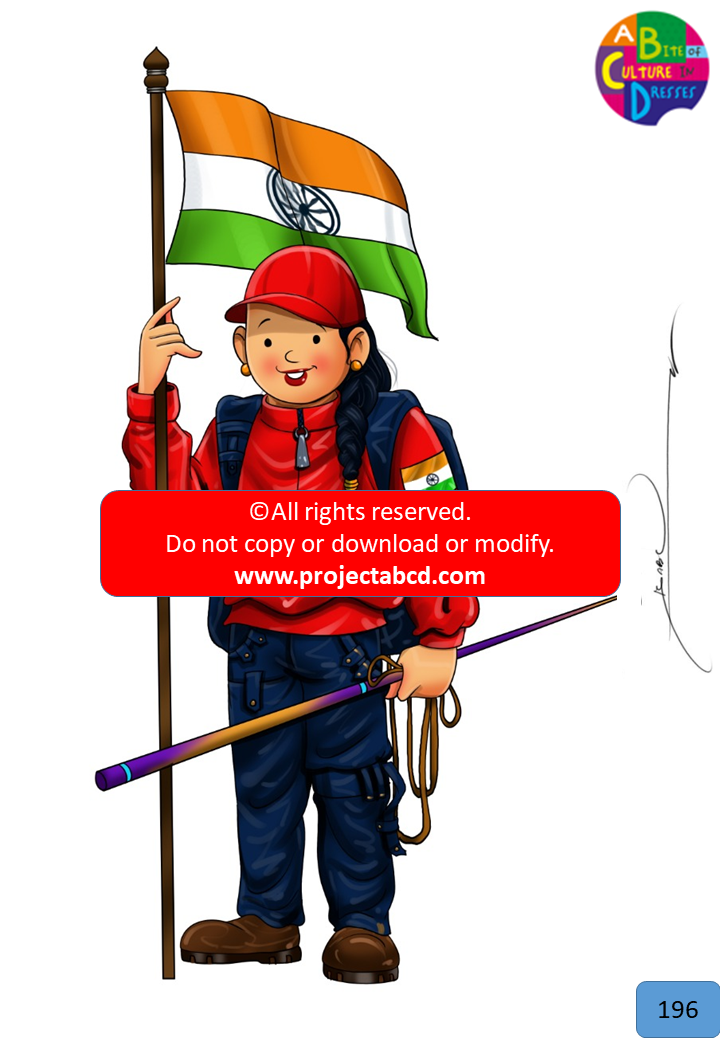 A BITE OF
CULTURE IN
DRESSES
©All rights reserved.
Do not copy or download or modify.
www.projectabcd.com
196